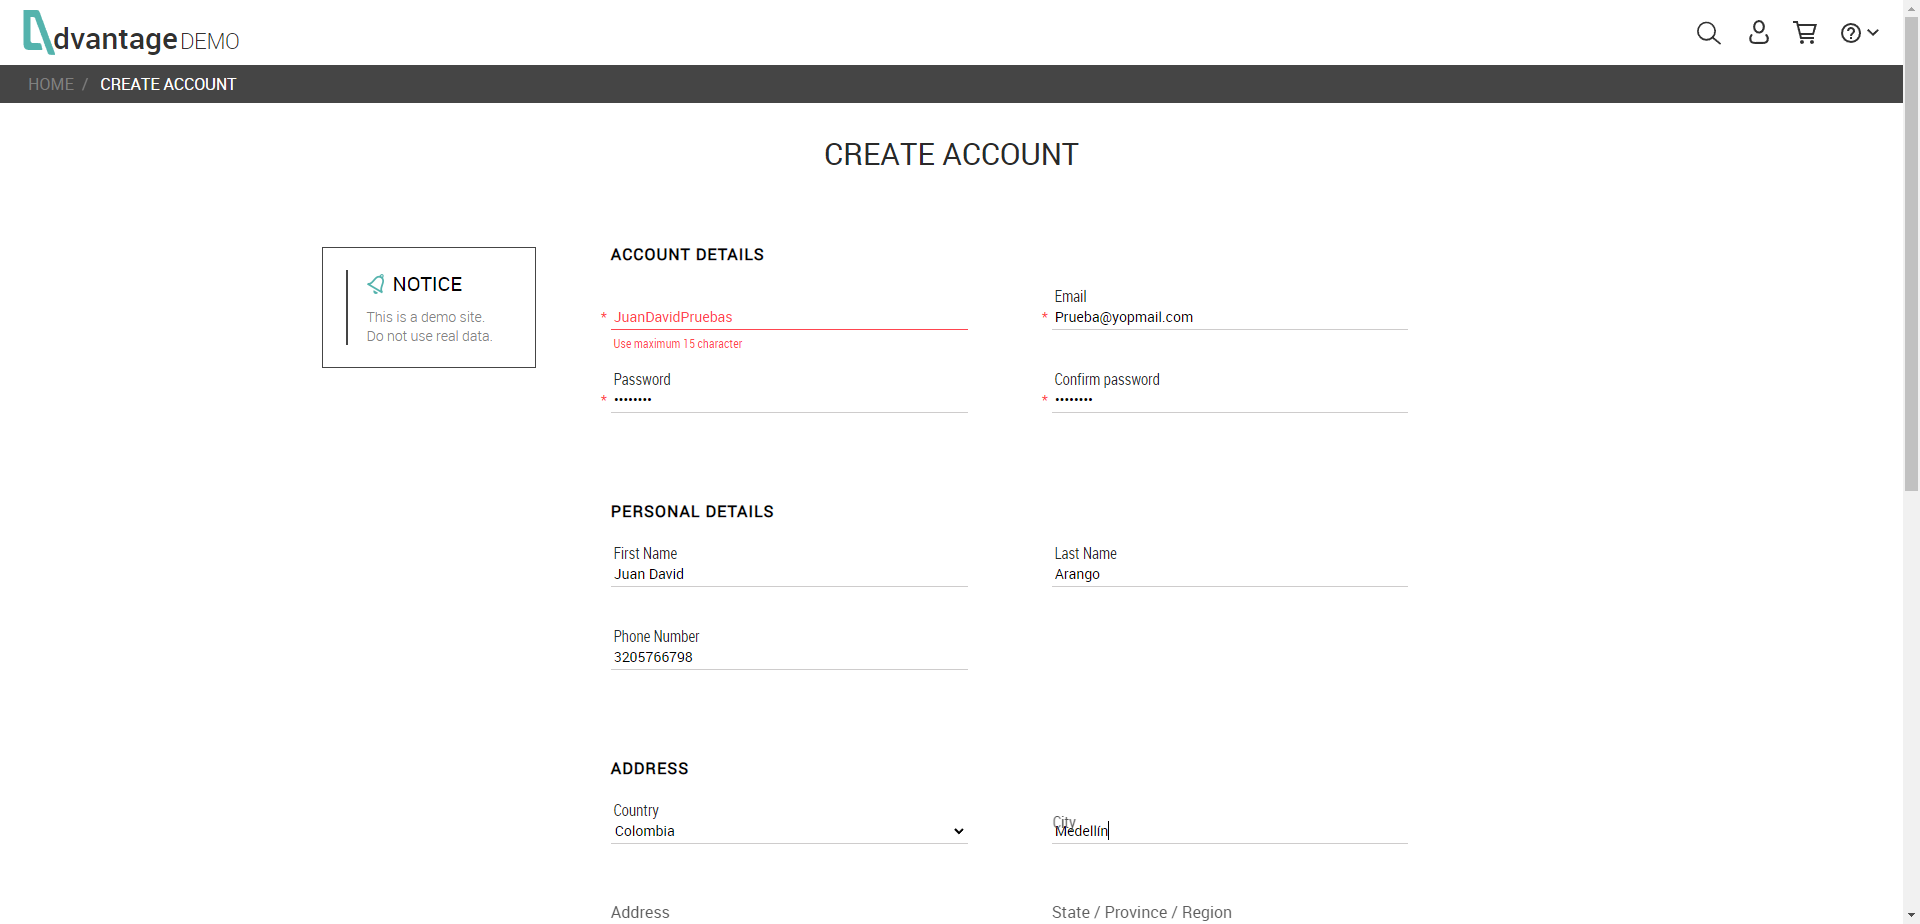 dvantage DEMO
HOME / CREATE ACCOUNT
CREATE ACCOUNT
NOTICE
This is a demo site.
Do not use real data.
ACCOUNT DETAILS
* JuanDavidPruebas
Use maximum 15 character
Email
* Prueba@yopmail.com
Password
* ••••••••
Confirm password
* ••••••••
PERSONAL DETAILS
First Name
Juan David
Last Name
Arango
Phone Number
3205766798
ADDRESS
Country
Colombia
City
Medellín
Address
State / Province / Region